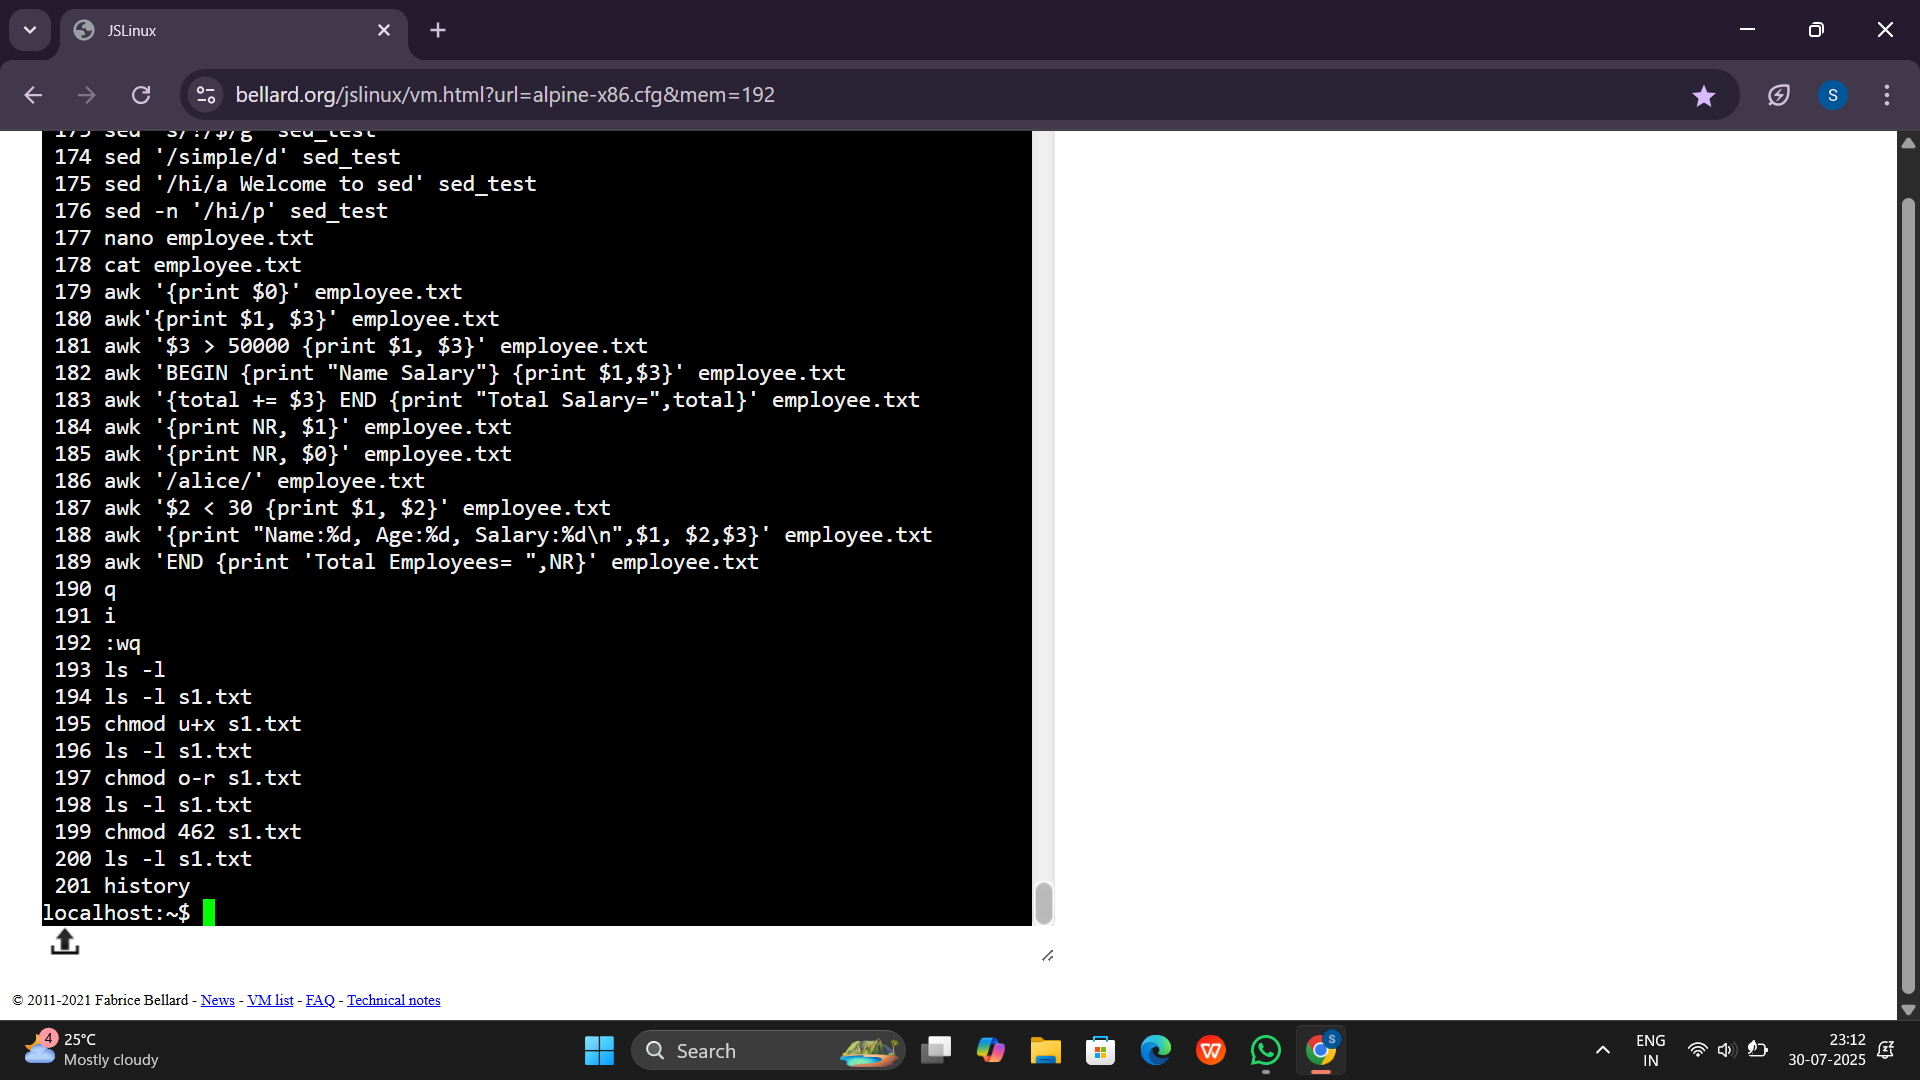 JSLinux
bellard.org/jslinux/vm.html?url=alpine-x86.cfg&mem=192
S
174 sed '/simple/d' sed_test
175 sed '/hi/a Welcome to sed' sed_test
176 sed -n '/hi/p' sed_test
177 nano employee.txt
178 cat employee.txt
179 awk '{print $0}' employee.txt
180 awk'{print $1, $3}' employee.txt
181 awk '$3 > 50000 {print $1, $3}' employee.txt
182 awk 'BEGIN {print "Name Salary"} {print $1,$3}' employee.txt
183 awk '{total += $3} END {print "Total Salary=",total}' employee.txt
184 awk '{print NR, $1}' employee.txt
185 awk '{print NR, $0}' employee.txt
186 awk '/alice/' employee.txt
187 awk '$2 < 30 {print $1, $2}' employee.txt
188 awk '{print "Name:%d, Age:%d, Salary:%d\n",$1, $2,$3}' employee.txt
189 awk 'END {print 'Total Employees= ",NR}' employee.txt
190 q
191 i
192 :wq
193 ls -l
194 ls -l s1.txt
195 chmod u+x s1.txt
196 ls -l s1.txt
197 chmod o-r s1.txt
198 ls -l s1.txt
199 chmod 462 s1.txt
200 ls -l s1.txt
201 history
localhost:~$
© 2011-2021 Fabrice Bellard - News - VM list - FAQ - Technical notes
4
25°C
Mostly cloudy
Search
S
ENG
IN
23:12
30-07-2025